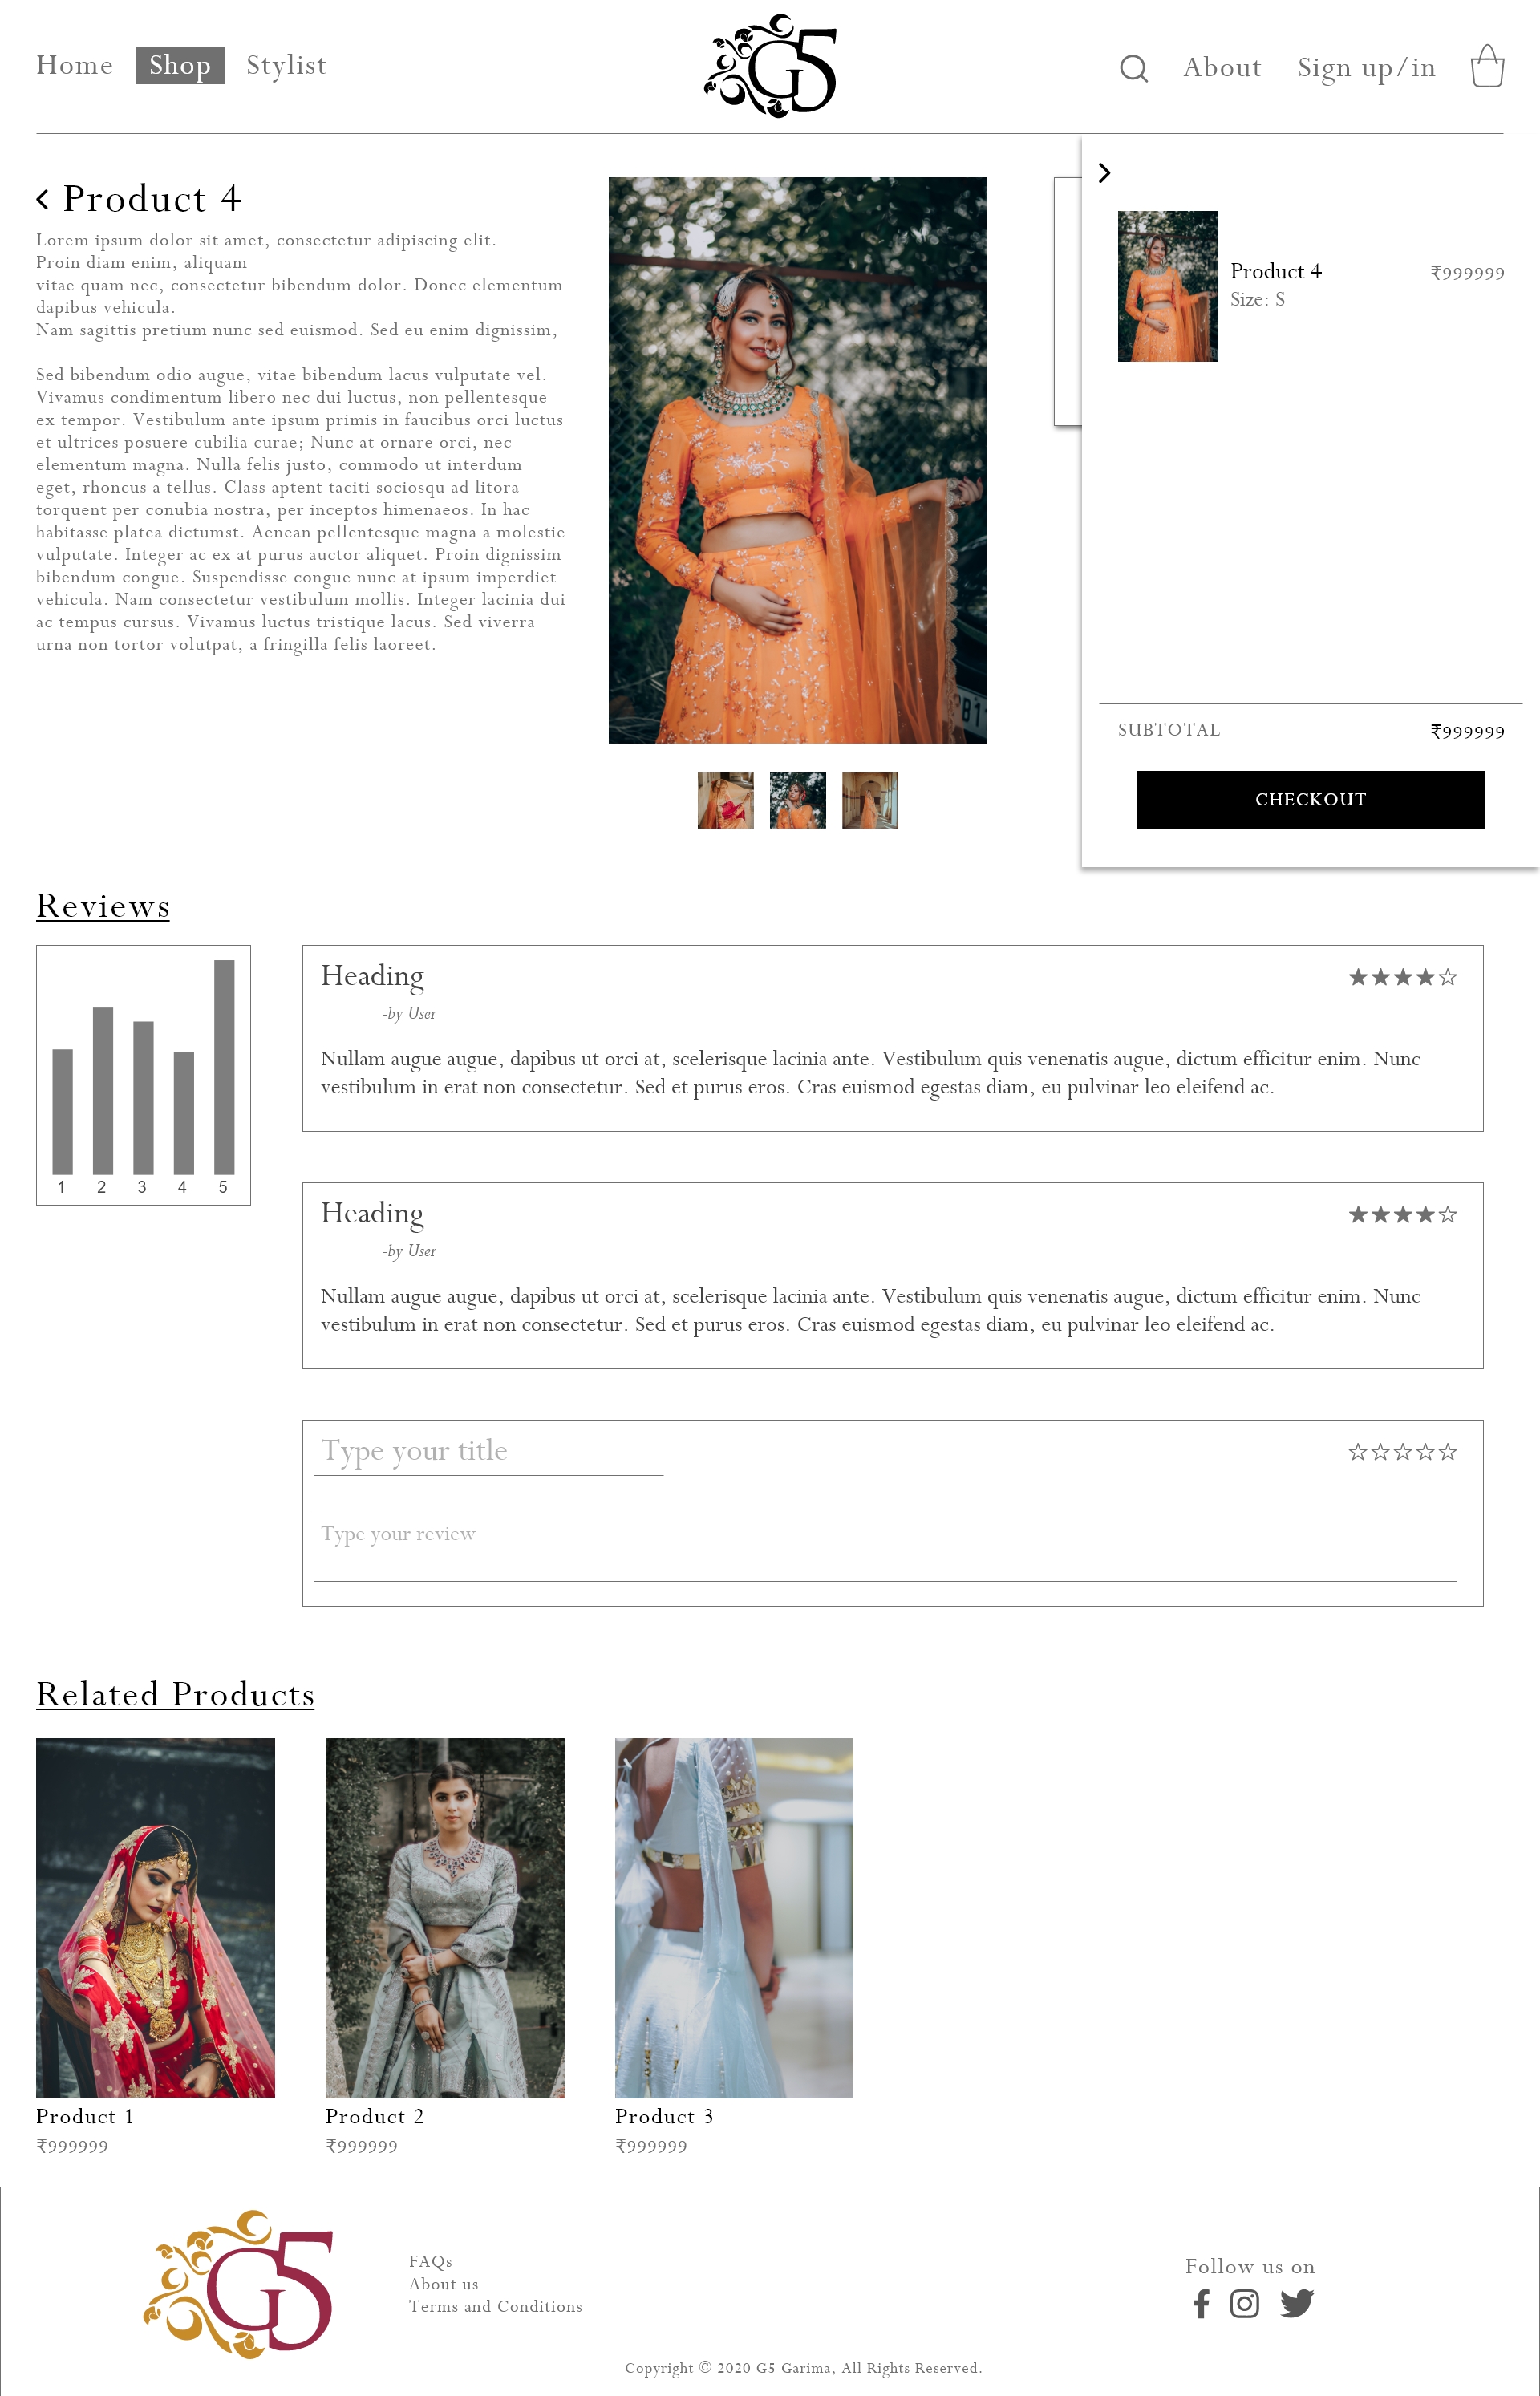 Home
Shop
Stylist
G5
About
Sign up/in
Product 4
Lorem ipsum dolor sit amet, consectetur adipiscing elit.
Proin diam enim, aliquam
vitae quam nec, consectetur bibendum dolor. Donec elementum
dapibus vehicula.
Nam sagittis pretium nunc sed euismod. Sed eu enim dignissim,
Sed bibendum odio augue, vitae bibendum lacus vulputate vel.
Vivamus condimentum libero nec dui luctus, non pellentesque
ex tempor. Vestibulum ante ipsum primis in faucibus orci luctus
et ultrices posuere cubilia curae; Nunc at ornare orci, nec
elementum magna. Nulla felis justo, commodo ut interdum
eget, rhoncus a tellus. Class aptent taciti sociosqu ad litora
torquent per conubia nostra, per inceptos himenaeos. In hac
habitasse platea dictumst. Aenean pellentesque magna a molestie
vulputate. Integer ac ex at purus auctor aliquet. Proin dignissim
bibendum congue. Suspendisse congue nunc at ipsum imperdiet
vehicula. Nam consectetur vestibulum mollis. Integer lacinia dui
ac tempus cursus. Vivamus luctus tristique lacus. Sed viverra
urna non tortor volutpat, a fringilla felis laoreet.
Product 4
₹999999
Size: S
SUBTOTAL
₹999999
CHECKOUT
Reviews
1 2 3 4 5
Heading
-by User
Nullam augue augue, dapibus ut orci at, scelerisque lacinia ante. Vestibulum quis venenatis augue, dictum efficitur enim. Nunc
vestibulum in erat non consectetur. Sed et purus eros. Cras euismod egestas diam, eu pulvinar leo eleifend ac.
Heading
-by User
Nullam augue augue, dapibus ut orci at, scelerisque lacinia ante. Vestibulum quis venenatis augue, dictum efficitur enim. Nunc
vestibulum in erat non consectetur. Sed et purus eros. Cras euismod egestas diam, eu pulvinar leo eleifend ac.
Type your title
Type your review
Related Products
Product 1
₹999999
Product 2
₹999999
Product 3
₹999999
G5
FAQs
About us
Terms and Conditions
Follow us on
Copyright © 2020 G5 Garima, All Rights Reserved.